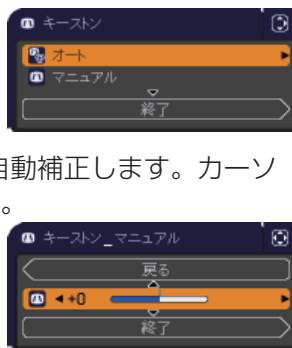 キーストン
オート
マニュアル
終了
自動補正します。カーソ
。
キーストン_マニュアル
戻る
+0
終了